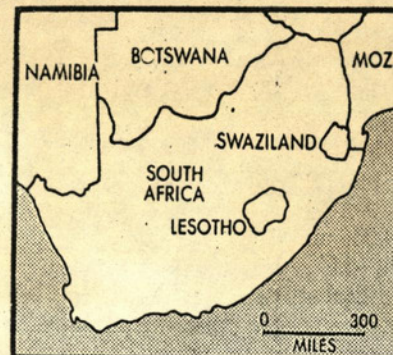 NAMIBIA
BOTSWANA
MOZ
SWAZILAND
SOUTH
AFRICA
LESOTHO
0 300
MILES